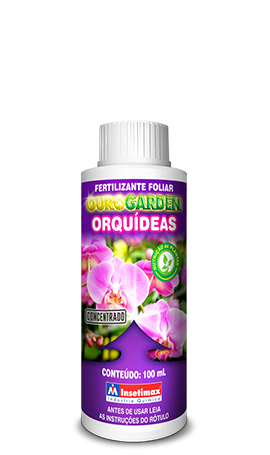 FERTILIZANTE FOLIAR
OUROGARDEN
ORQUÍDEAS
CONCENTRADO
CONTEÚDO: 100 mL
Insetimax
Indústria Química
ANTES DE USAR LEIA
AS INSTRUÇÕES DO RÓTULO